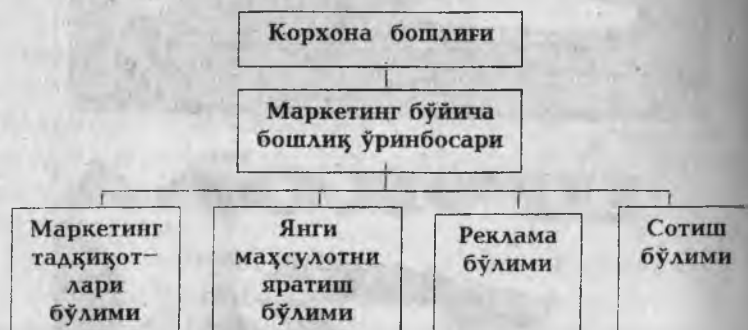 Корхона бошлиғи
Маркетинг бўйича
бошлиқ ўринбосари
Маркетинг
тадқиқот–
лари
бўлими
Янги
маҳсулотни
яратиш
бўлими
Реклама
бўлими
Сотиш
бўлими